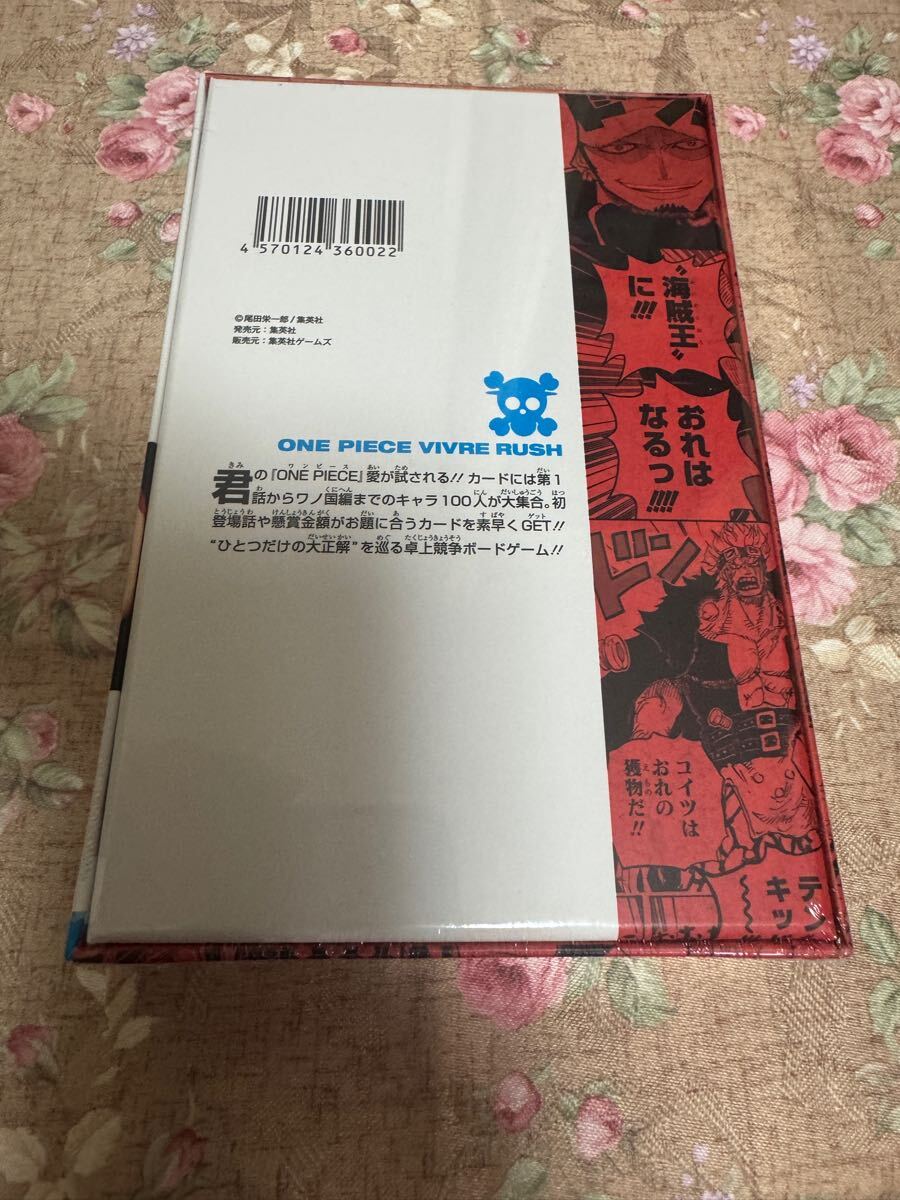 4 570124 360022
©尾田栄一郎/集英社
発売元:集英社
販売元:集英社ゲームズ
ONE PIECE VIVRE RUSH
君の『ONE PIECE』愛が試される!! カードには第1
話からワノ国編までのキャラ100人が大集合。初
登場話や懸賞金額がお題に合うカードを素早くGET!!
“ひとつだけの大正解”を巡る卓上競争ボードゲーム!!
〝海賊王〟
に!!!
おれは
なるっ!!!!
ドン
コイツは
おれの
獲物だ!!
テン
キッ